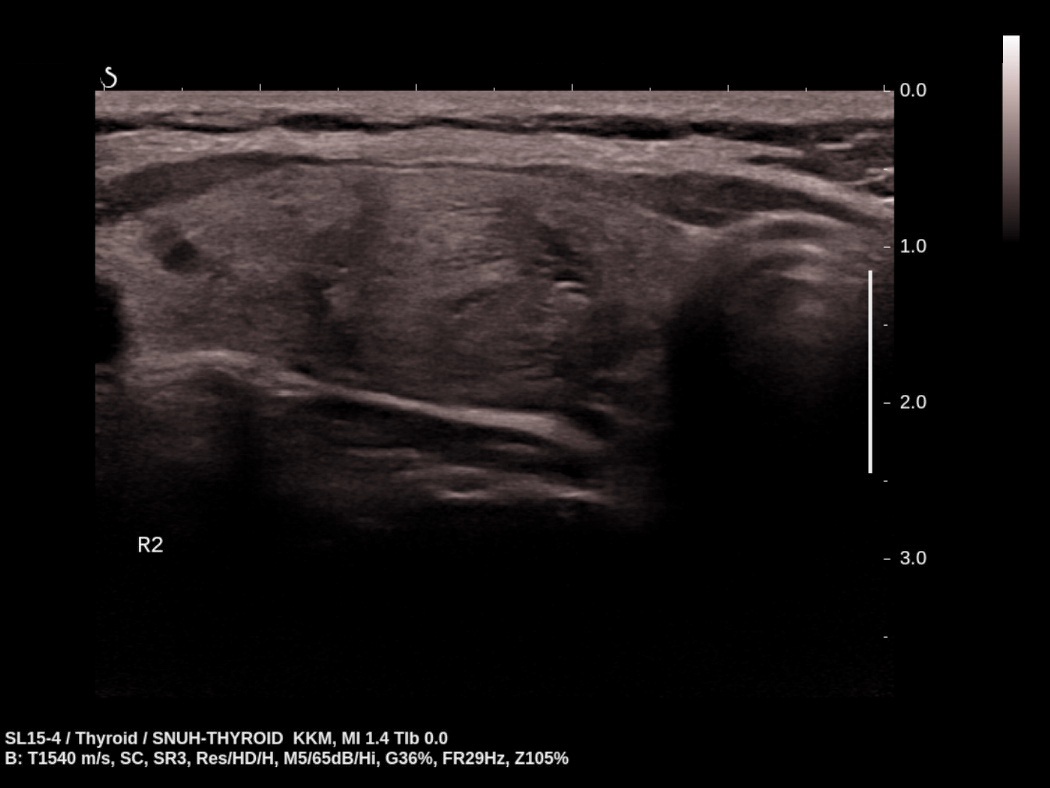 S
0.0
1.0
2.0
R2
3.0
SL15-4 / Thyroid / SNUH-THYROID KKM, MI 1.4 TIb 0.0
B: T1540 m/s, SC, SR3, Res/HD/H, M5/65dB/Hi, G36%, FR29Hz, Z105%